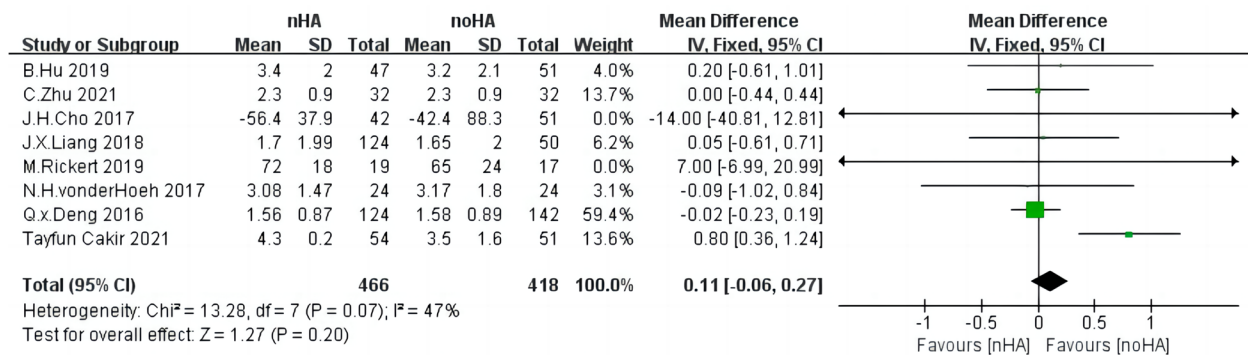 nHA noHA Mean Difference Mean Difference
Study or Subgroup Mean SD Total Mean SD Total Weight IV, Fixed, 95% CI IV, Fixed, 95% CI
B.Hu 2019 3.4 2 47 3.2 2.1 51 4.0% 0.20 [-0.61, 1.01]
C.Zhu 2021 2.3 0.9 32 2.3 0.9 32 13.7% 0.00 [-0.44, 0.44]
J.H.Cho 2017 -56.4 37.9 42 -42.4 88.3 51 0.0% -14.00 [-40.81, 12.81]
J.X.Liang 2018 1.7 1.99 124 1.65 2 50 6.2% 0.05 [-0.61, 0.71]
M.Rickert 2019 72 18 19 65 24 17 0.0% 7.00 [-6.99, 20.99]
N.H.vonderHoeh 2017 3.08 1.47 24 3.17 1.8 24 3.1% -0.09 [-1.02, 0.84]
Q.x.Deng 2016 1.56 0.87 124 1.58 0.89 142 59.4% -0.02 [-0.23, 0.19]
Tayfun Cakir 2021 4.3 0.2 54 3.5 1.6 51 13.6% 0.80 [0.36, 1.24]
Total (95% CI) 466 418 100.0% 0.11 [-0.06, 0.27]
Heterogeneity: Chi² = 13.28, df = 7 (P = 0.07); I² = 47%
Test for overall effect: Z = 1.27 (P = 0.20)
-1 -0.5 0 0.5 1
Favours [nHA] Favours [noHA]